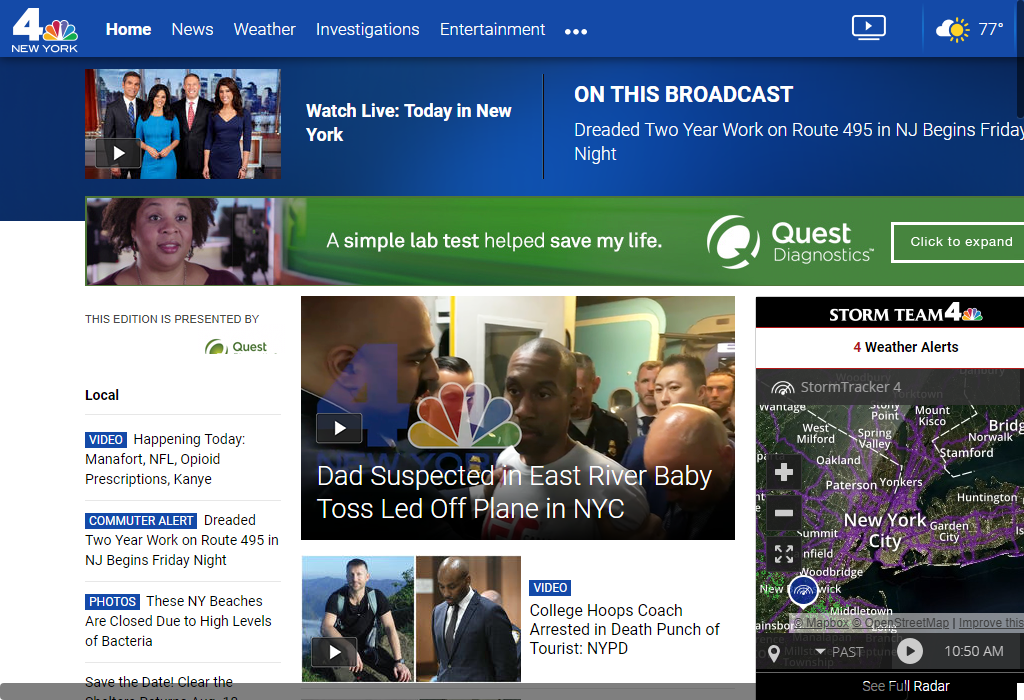 4
NEW YORK
Home News Weather Investigations Entertainment
77°
Watch Live: Today in New
York
ON THIS BROADCAST
Dreaded Two Year Work on Route 495 in NJ Begins Friday
Night
A simple lab test helped save my life.
Quest
Diagnostics™
Click to expand
THIS EDITION IS PRESENTED BY
Quest
Local
VIDEO Happening Today:
Manafort, NFL, Opioid
Prescriptions, Kanye
COMMUTER ALERT Dreaded
Two Year Work on Route 495 in
NJ Begins Friday Night
PHOTOS These NY Beaches
Are Closed Due to High Levels
of Bacteria
Save the Date! Clear the
Dad Suspected in East River Baby
Toss Led Off Plane in NYC
VIDEO
College Hoops Coach
Arrested in Death Punch of
Tourist: NYPD
STORM TEAM 4
4 Weather Alerts
StormTracker 4
Wantage
Stony
Point
Mount
Kisco
West
Milford
Spring
Valley
Norwalk
Stamford
Oakland
Paterson
Yonkers
Huntington
New York
City
Garden
City
Summit
Woodbridge
Middletown
© Mapbox © OpenStreetMap | Improve this
PAST
10:50 AM
See Full Radar